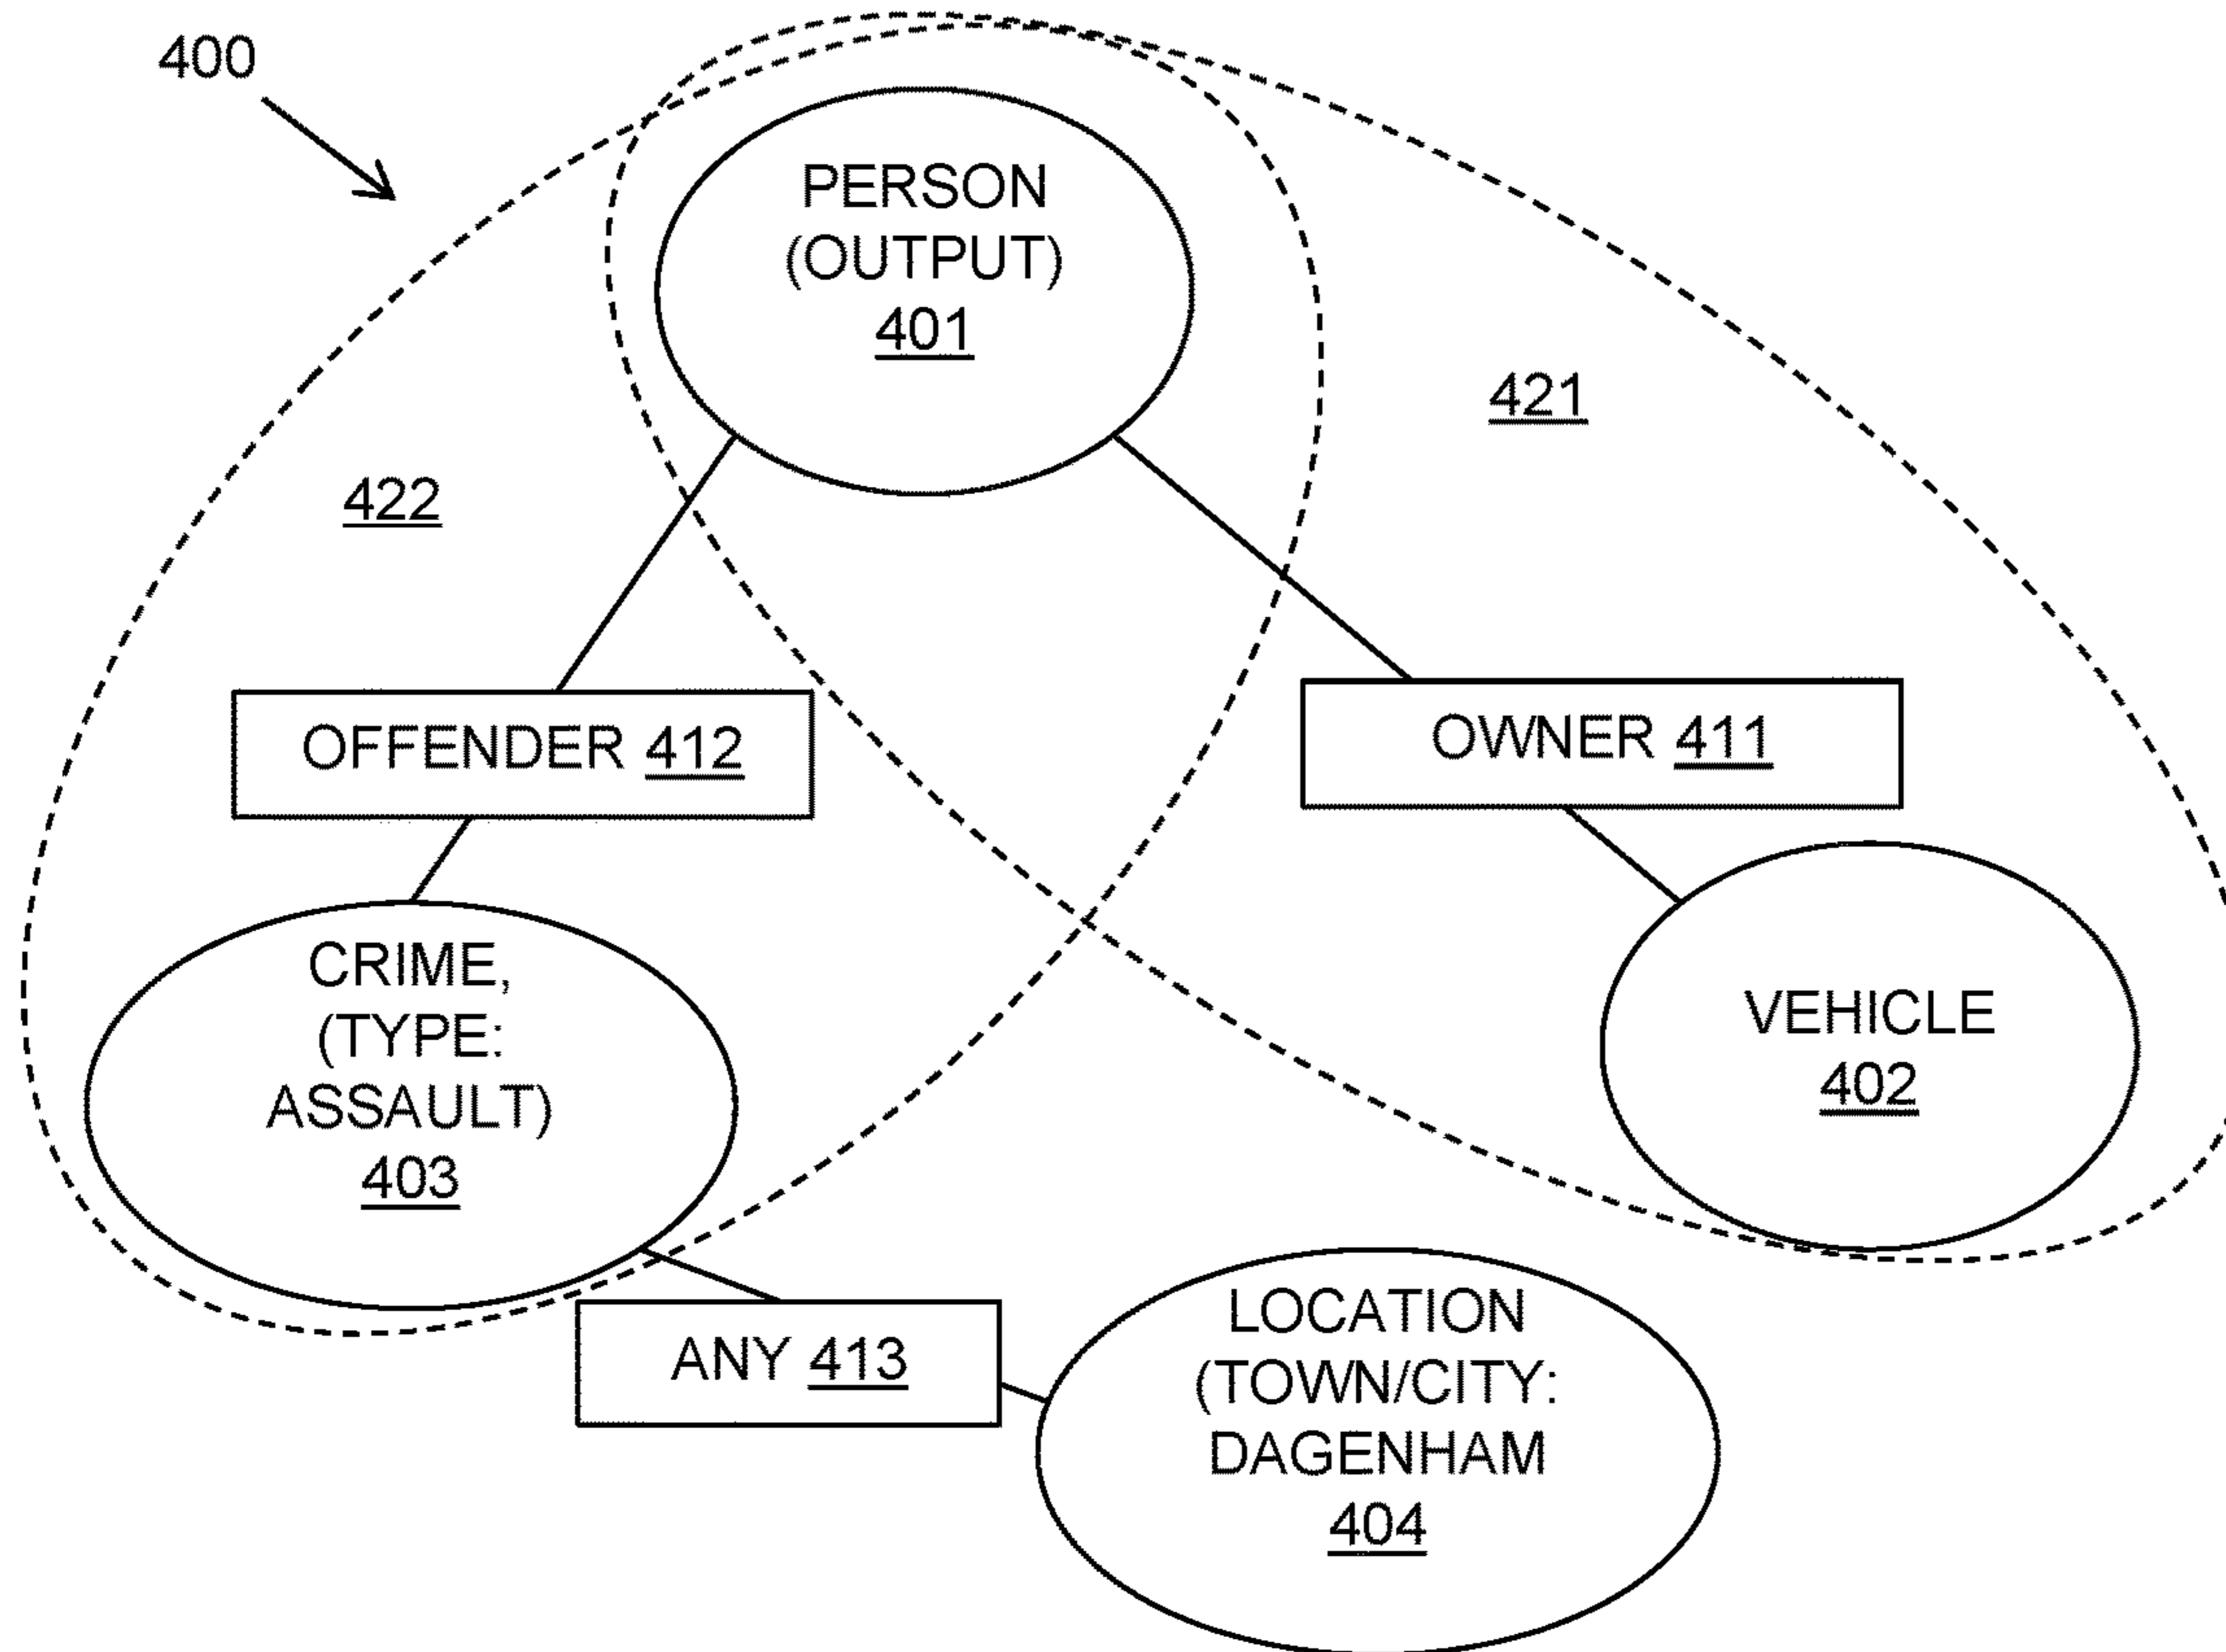 400
PERSON
(OUTPUT)
401
421
422
OFFENDER 412
OWNER 411
CRIME,
(TYPE:
ASSAULT)
403
VEHICLE
402
ANY 413
LOCATION
(TOWN/CITY:
DAGENHAM
404